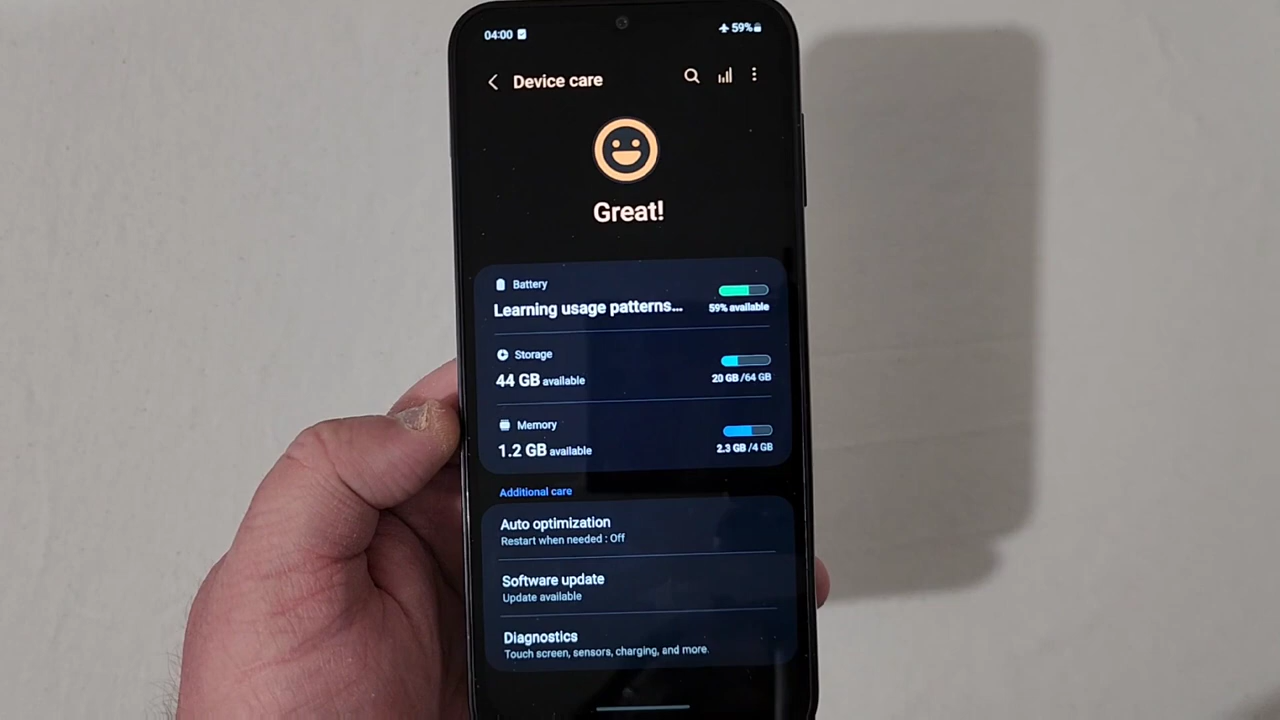 04:00
59%
Device care
Great!
Battery
Learning usage patterns...
59% available
Storage
44 GB available
20 GB /64 GB
Memory
1.2 GB available
2.3 GB /4 GB
Additional care
Auto optimization
Restart when needed : Off
Software update
Update available
Diagnostics
Touch screen, sensors, charging, and more.